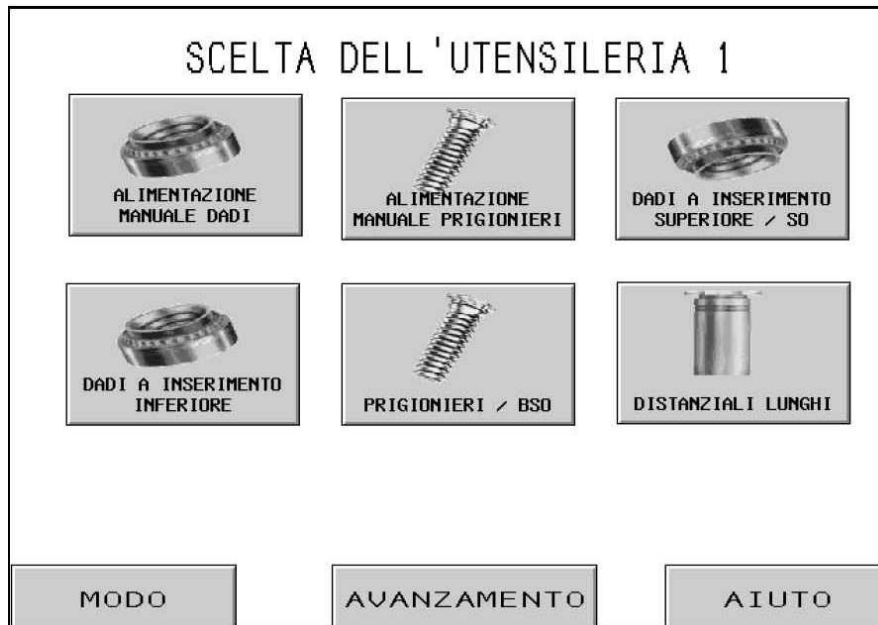 SCELTA DELL'UTENSILERIA 1
ALIMENTAZIONE
MANUALE DADI
ALIMENTAZIONE
MANUALE PRIGIONIERI
DADI A INSERIMENTO
SUPERIORE / SO
DADI A INSERIMENTO
INFERIORE
PRIGIONIERI / BSO
DISTANZIALI LUNGHI
MODO
AVANZAMENTO
AIUTO